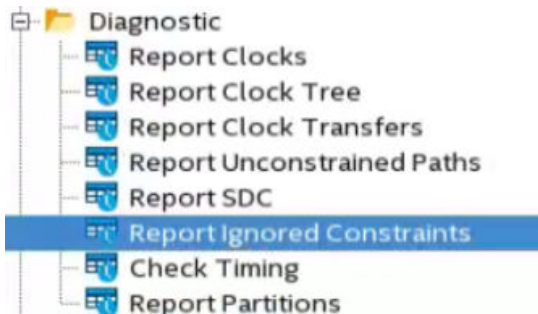 Diagnostic
Report Clocks
Report Clock Tree
Report Clock Transfers
Report Unconstrained Paths
Report SDC
Report Ignored Constraints
Check Timing
Report Partitions